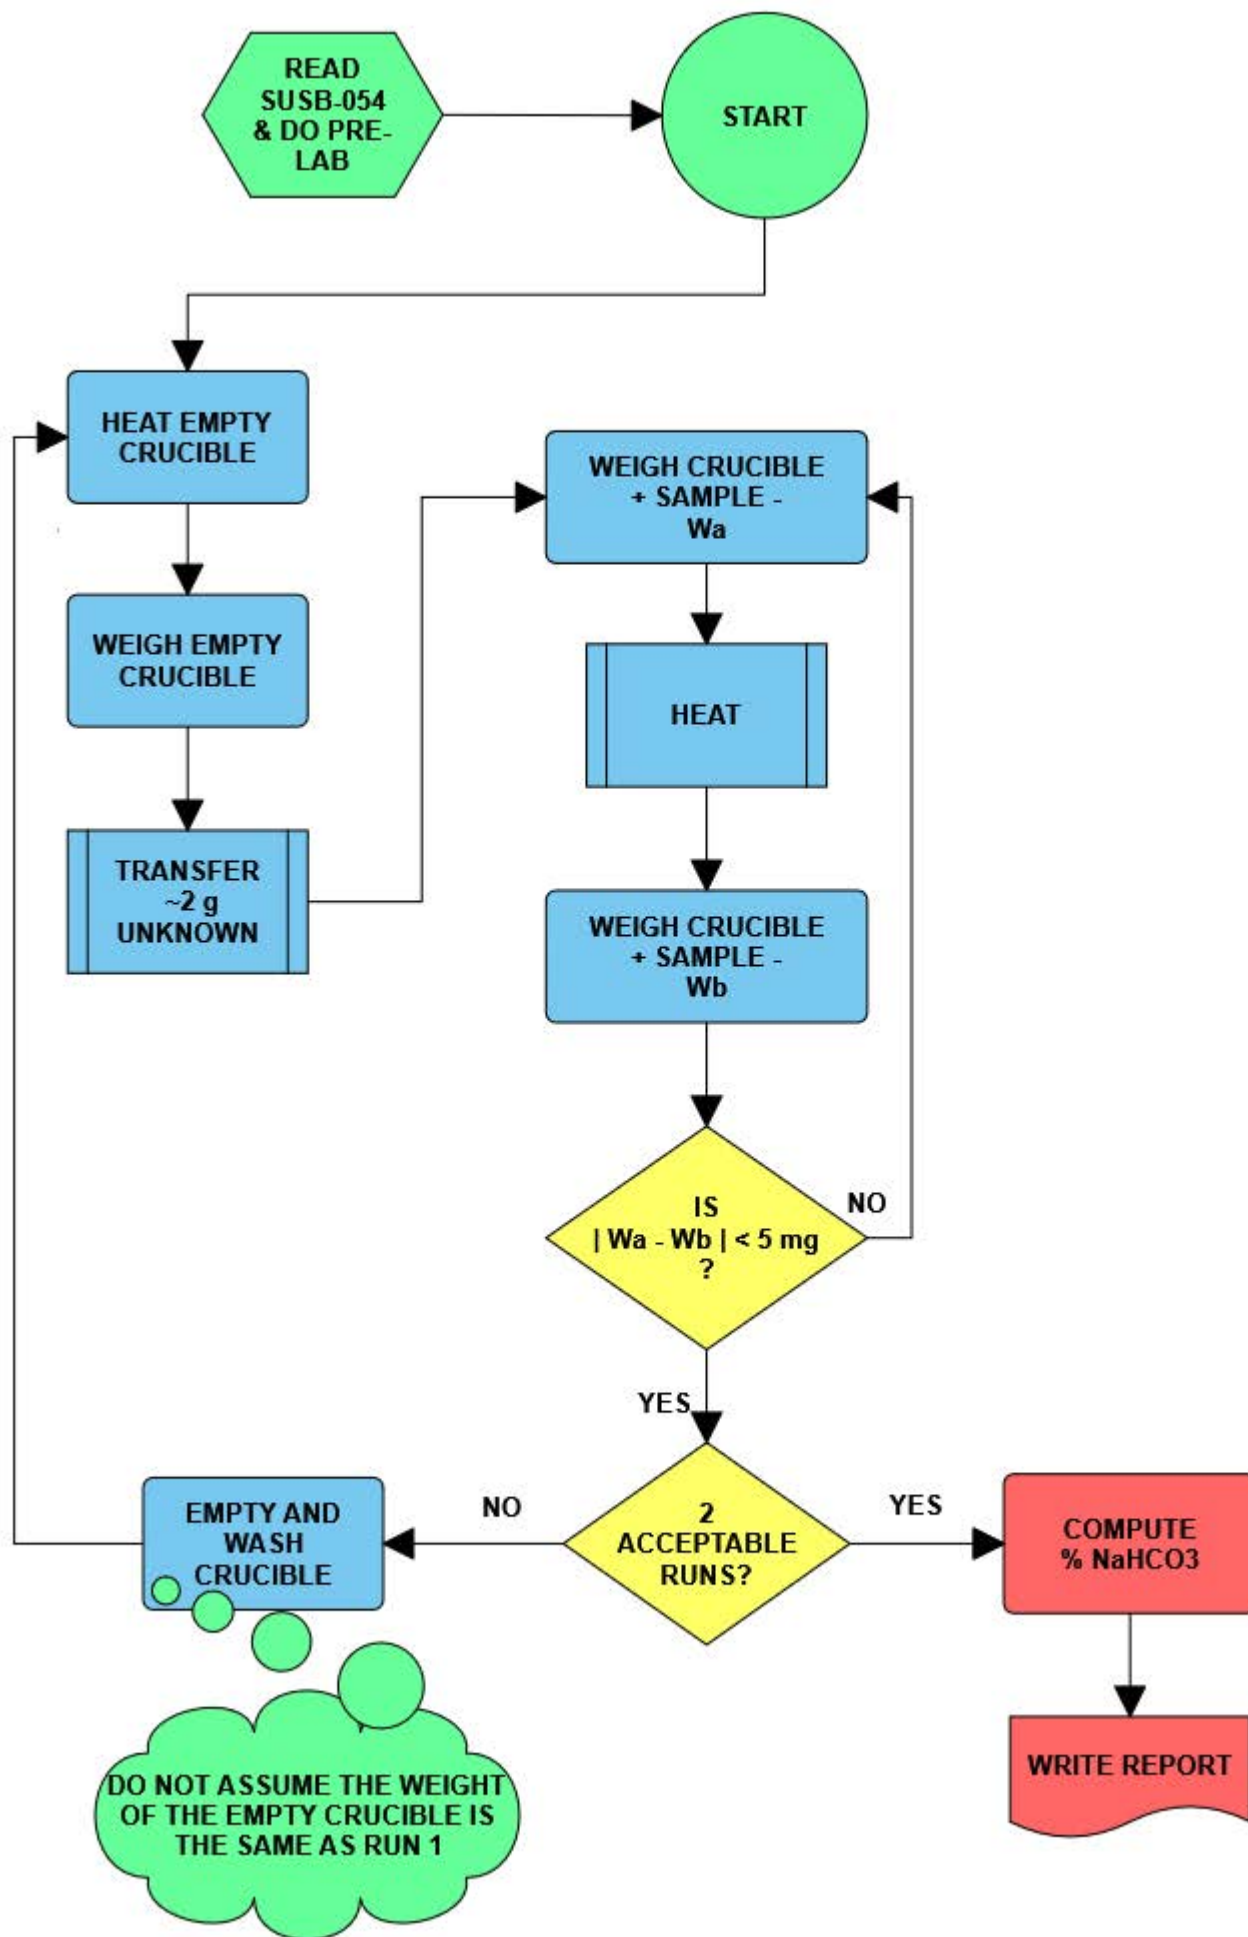 READ
SUSB-054
& DO PRE-
LAB
START
HEAT EMPTY
CRUCIBLE
WEIGH EMPTY
CRUCIBLE
TRANSFER
~2 g
UNKNOWN
WEIGH CRUCIBLE
+ SAMPLE -
Wa
HEAT
WEIGH CRUCIBLE
+ SAMPLE -
Wb
IS
| Wa - Wb | < 5 mg
?
NO
YES
2
ACCEPTABLE
RUNS?
NO
YES
EMPTY AND
WASH
CRUCIBLE
DO NOT ASSUME THE WEIGHT
OF THE EMPTY CRUCIBLE IS
THE SAME AS RUN 1
COMPUTE
% NaHCO3
WRITE REPORT